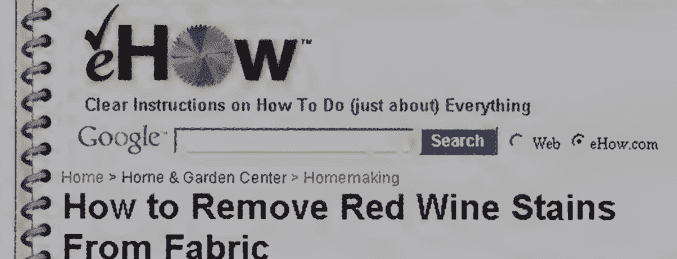 eHow™
Clear Instructions on How To Do (just about) Everything
Google™ Search Web eHow.com
Home > Home & Garden Center > Homemaking
How to Remove Red Wine Stains
From Fabric